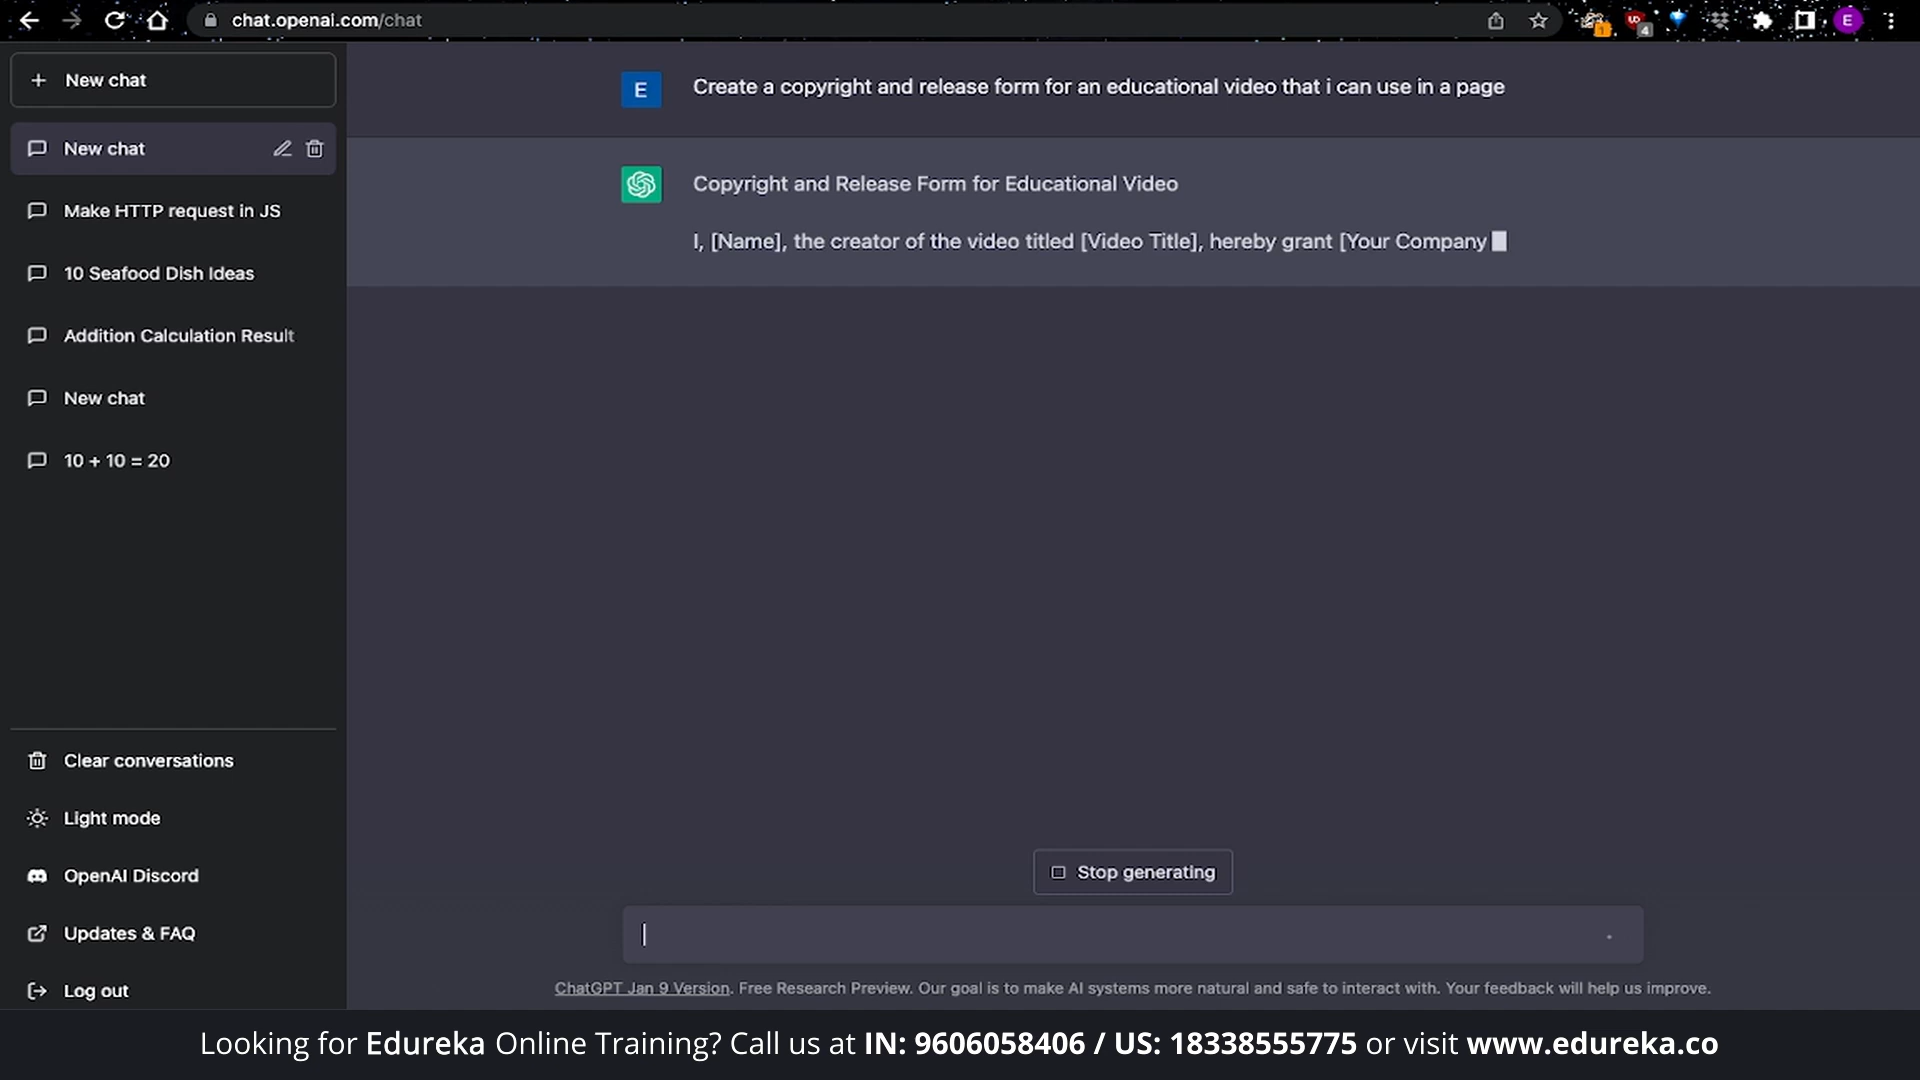 chat.openai.com/chat
1
4
E
New chat
New chat
Make HTTP request in JS
10 Seafood Dish Ideas
Addition Calculation Result
New chat
10 + 10 = 20
Clear conversations
Light mode
OpenAI Discord
Updates & FAQ
Log out
E
Create a copyright and release form for an educational video that i can use in a page
Copyright and Release Form for Educational Video
I, [Name], the creator of the video titled [Video Title], hereby grant [Your Company
Stop generating
ChatGPT Jan 9 Version. Free Research Preview. Our goal is to make AI systems more natural and safe to interact with. Your feedback will help us improve.
Looking for Edureka Online Training? Call us at IN: 9606058406 / US: 18338555775 or visit www.edureka.co